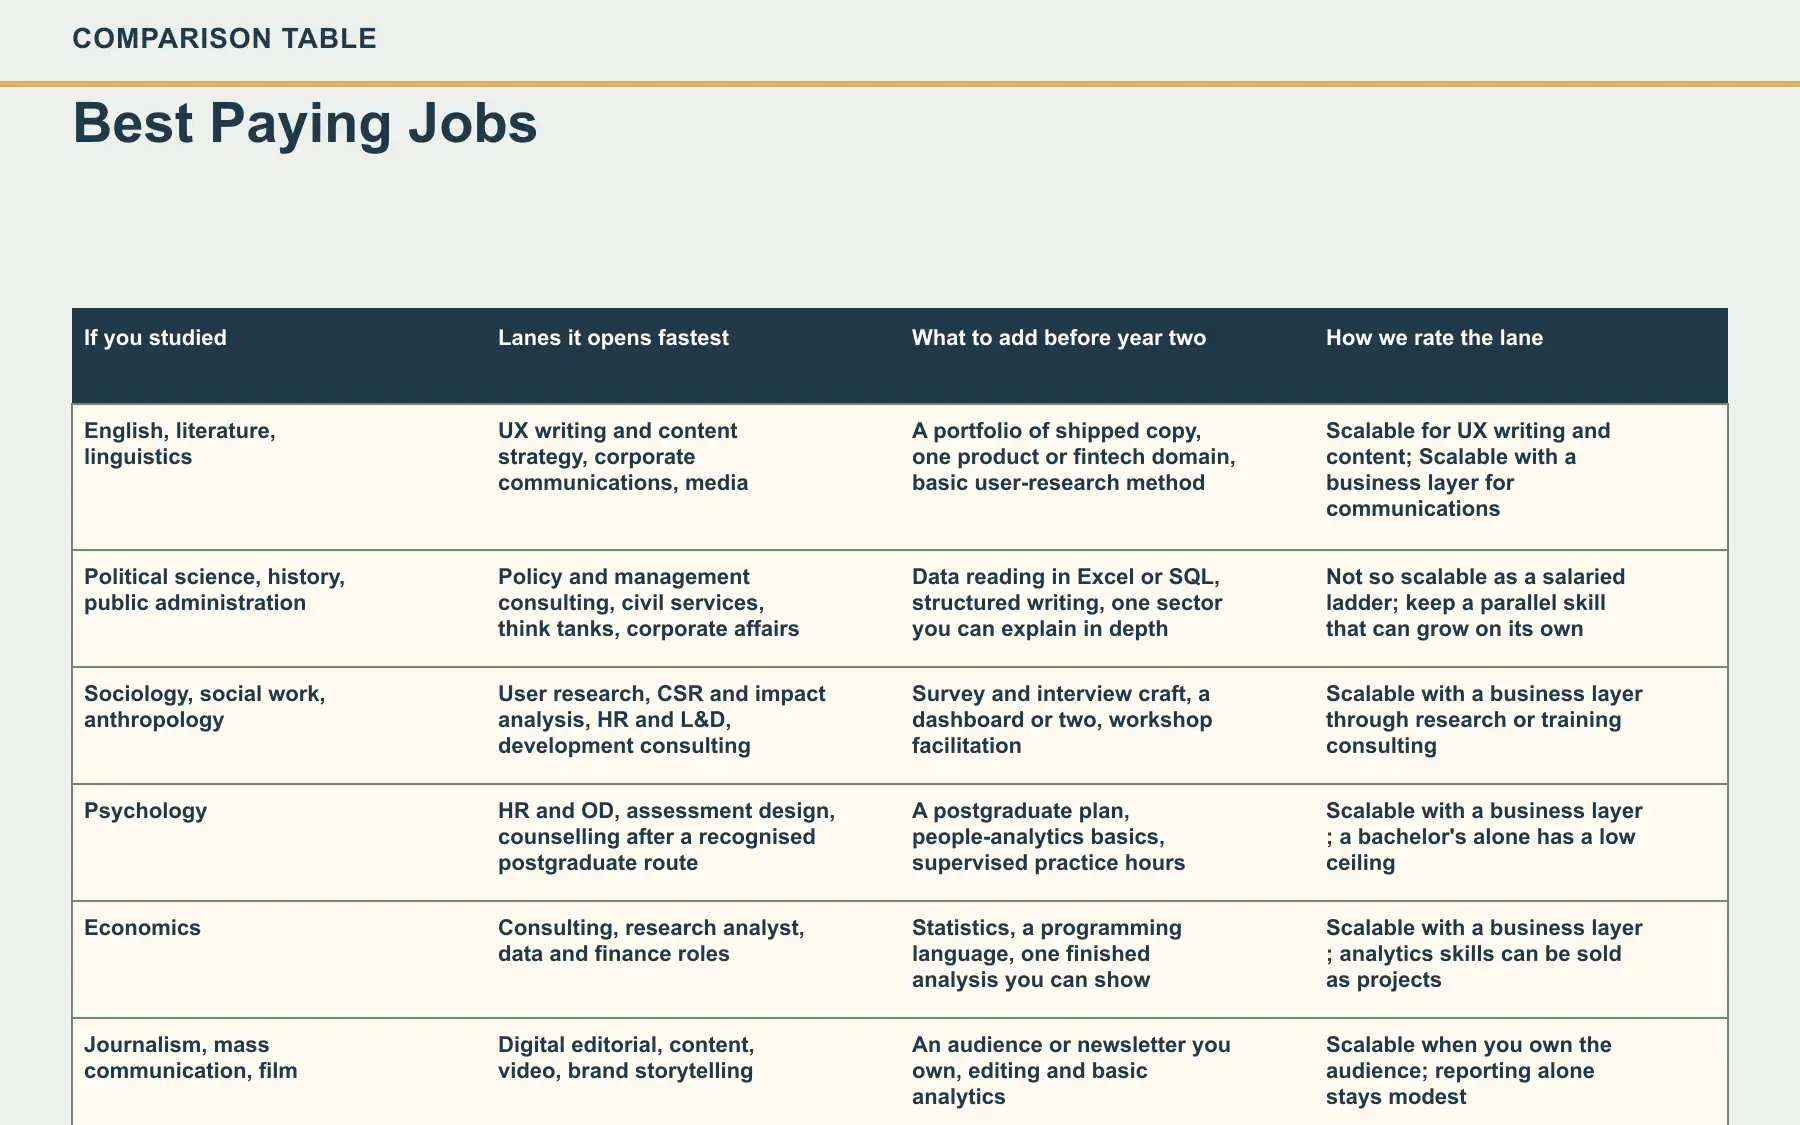 COMPARISON TABLE
Best Paying Jobs
If you studied
Lanes it opens fastest
What to add before year two
How we rate the lane
English, literature,
linguistics
UX writing and content
strategy, corporate
communications, media
A portfolio of shipped copy,
one product or fintech domain,
basic user-research method
Scalable for UX writing and
content; Scalable with a
business layer for
communications
Political science, history,
public administration
Policy and management
consulting, civil services,
think tanks, corporate affairs
Data reading in Excel or SQL,
structured writing, one sector
you can explain in depth
Not so scalable as a salaried
ladder; keep a parallel skill
that can grow on its own
Sociology, social work,
anthropology
User research, CSR and impact
analysis, HR and L&D,
development consulting
Survey and interview craft, a
dashboard or two, workshop
facilitation
Scalable with a business layer
through research or training
consulting
Psychology
HR and OD, assessment design,
counselling after a recognised
postgraduate route
A postgraduate plan,
people-analytics basics,
supervised practice hours
Scalable with a business layer
; a bachelor's alone has a low
ceiling
Economics
Consulting, research analyst,
data and finance roles
Statistics, a programming
language, one finished
analysis you can show
Scalable with a business layer
; analytics skills can be sold
as projects
Journalism, mass
communication, film
Digital editorial, content,
video, brand storytelling
An audience or newsletter you
own, editing and basic
analytics
Scalable when you own the
audience; reporting alone
stays modest